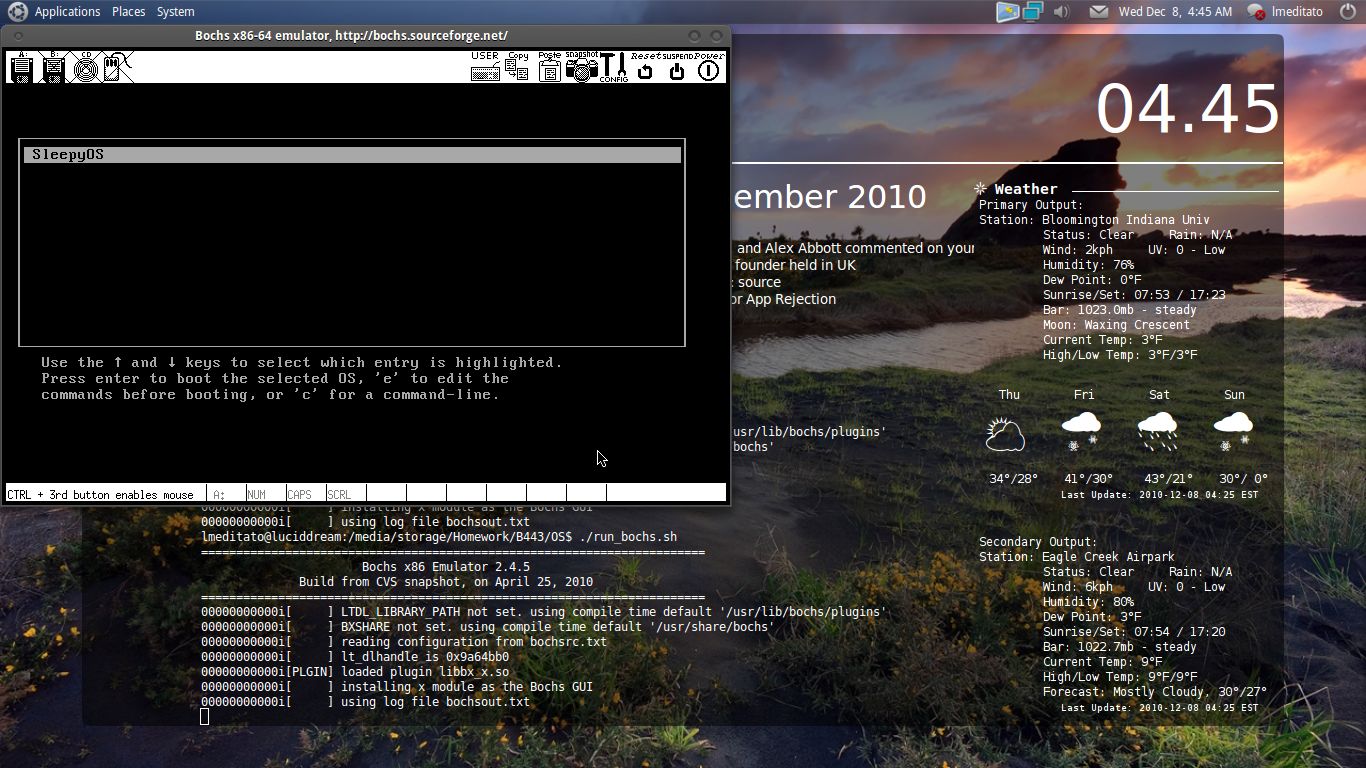 Applications Places System
Wed Dec 8, 4:45 AM lmeditato
Bochs x86-64 emulator, http://bochs.sourceforge.net/
A: B: CD USER Copy Paste snapshot CONFIG Reset SUSPEND Power
SleepyOS
Use the ↑ and ↓ keys to select which entry is highlighted.
Press enter to boot the selected OS, 'e' to edit the
commands before booting, or 'c' for a command-line.
CTRL + 3rd button enables mouse A: NUM CAPS SCRL
04.45
ember 2010
and Alex Abbott commented on your
founder held in UK
: source
or App Rejection
usr/lib/bochs/plugins'
bochs'
00000000000i[ ] installing x module as the Bochs GUI
00000000000i[ ] using log file bochsout.txt
lmeditato@luciddream:/media/storage/Homework/B443/OS$ ./run_bochs.sh
========================================================================
Bochs x86 Emulator 2.4.5
Build from CVS snapshot, on April 25, 2010
========================================================================
00000000000i[ ] LTDL_LIBRARY_PATH not set. using compile time default '/usr/lib/bochs/plugins'
00000000000i[ ] BXSHARE not set. using compile time default '/usr/share/bochs'
00000000000i[ ] reading configuration from bochsrc.txt
00000000000i[ ] lt_dlhandle is 0x9a64bb0
00000000000i[PLGIN] loaded plugin libbx_x.so
00000000000i[ ] installing x module as the Bochs GUI
00000000000i[ ] using log file bochsout.txt
Weather
Primary Output:
Station: Bloomington Indiana Univ
Status: Clear Rain: N/A
Wind: 2kph UV: 0 - Low
Humidity: 76%
Dew Point: 0°F
Sunrise/Set: 07:53 / 17:23
Bar: 1023.0mb - steady
Moon: Waxing Crescent
Current Temp: 3°F
High/Low Temp: 3°F/3°F
Thu Fri Sat Sun
34°/28° 41°/30° 43°/21° 30°/ 0°
Last Update: 2010-12-08 04:25 EST
Secondary Output:
Station: Eagle Creek Airpark
Status: Clear Rain: N/A
Wind: 6kph UV: 0 - Low
Humidity: 80%
Dew Point: 3°F
Sunrise/Set: 07:54 / 17:20
Bar: 1022.7mb - steady
Current Temp: 9°F
High/Low Temp: 9°F/9°F
Forecast: Mostly Cloudy, 30°/27°
Last Update: 2010-12-08 04:25 EST